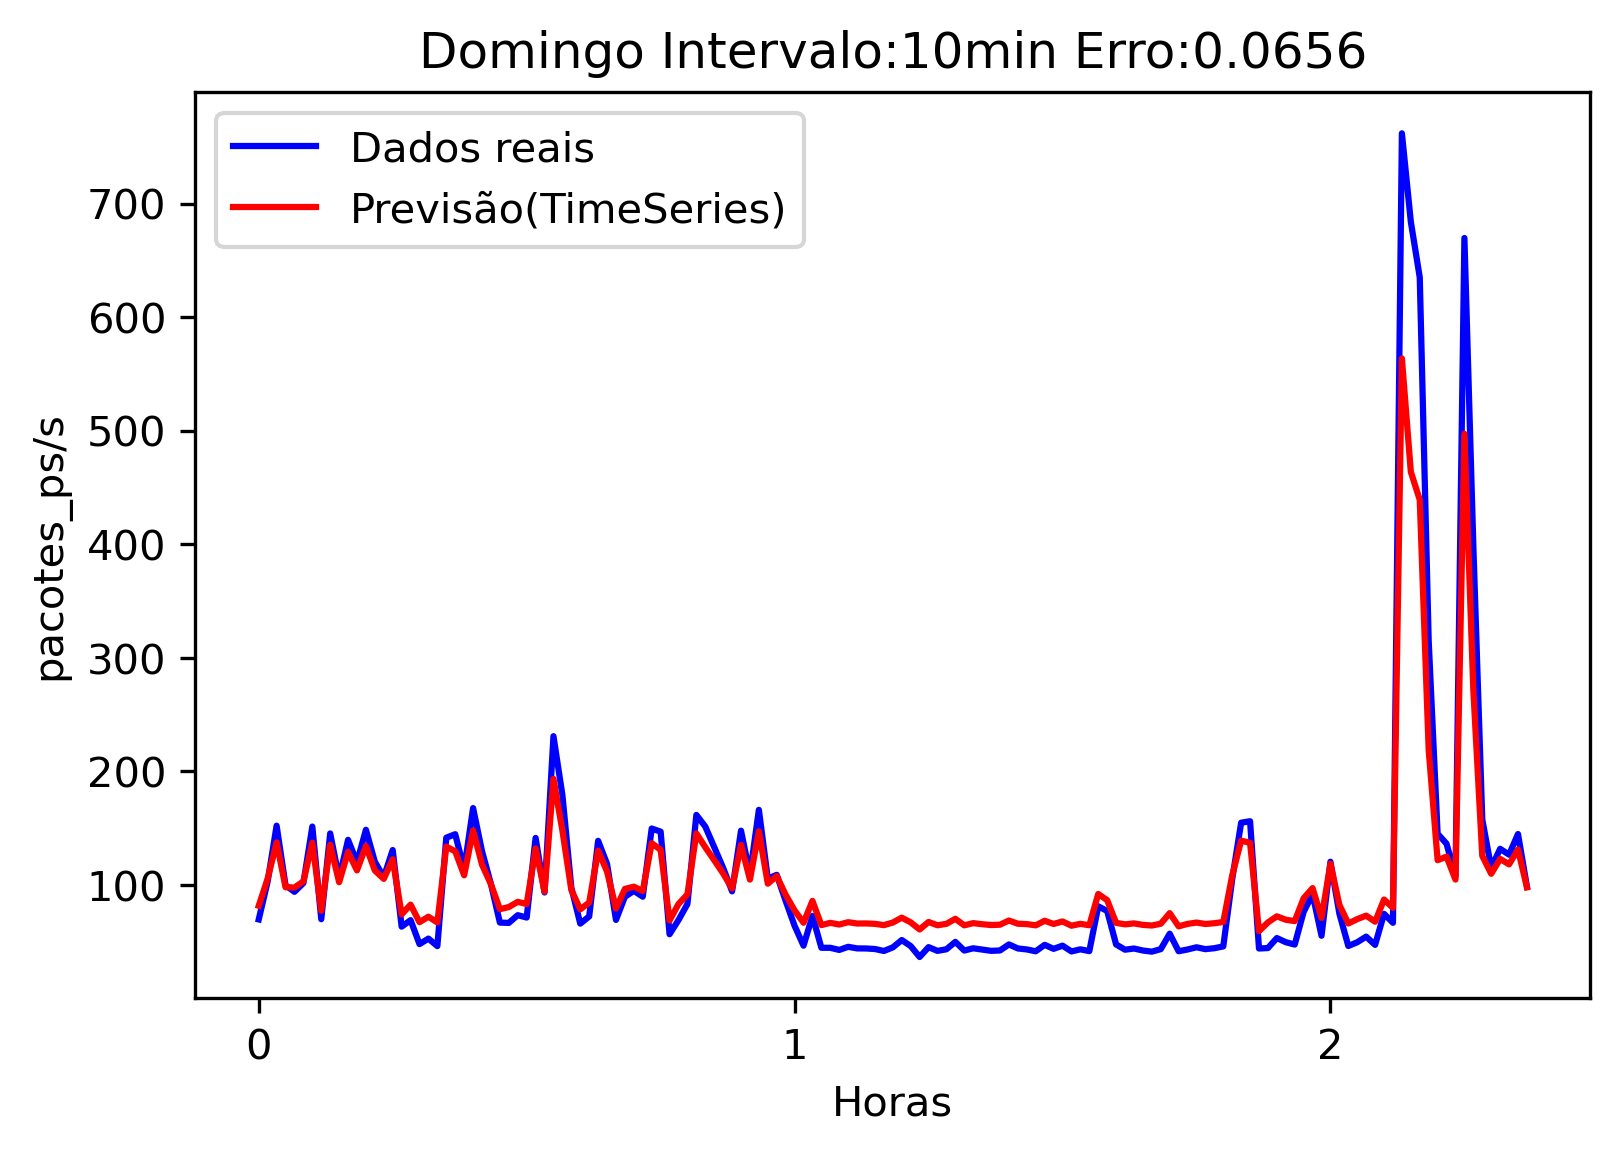 Domingo Intervalo:10min Erro:0.0656
Dados reais
Previsão(TimeSeries)
700
600
500
400
300
200
100
pacotes_ps/s
0 1 2
Horas